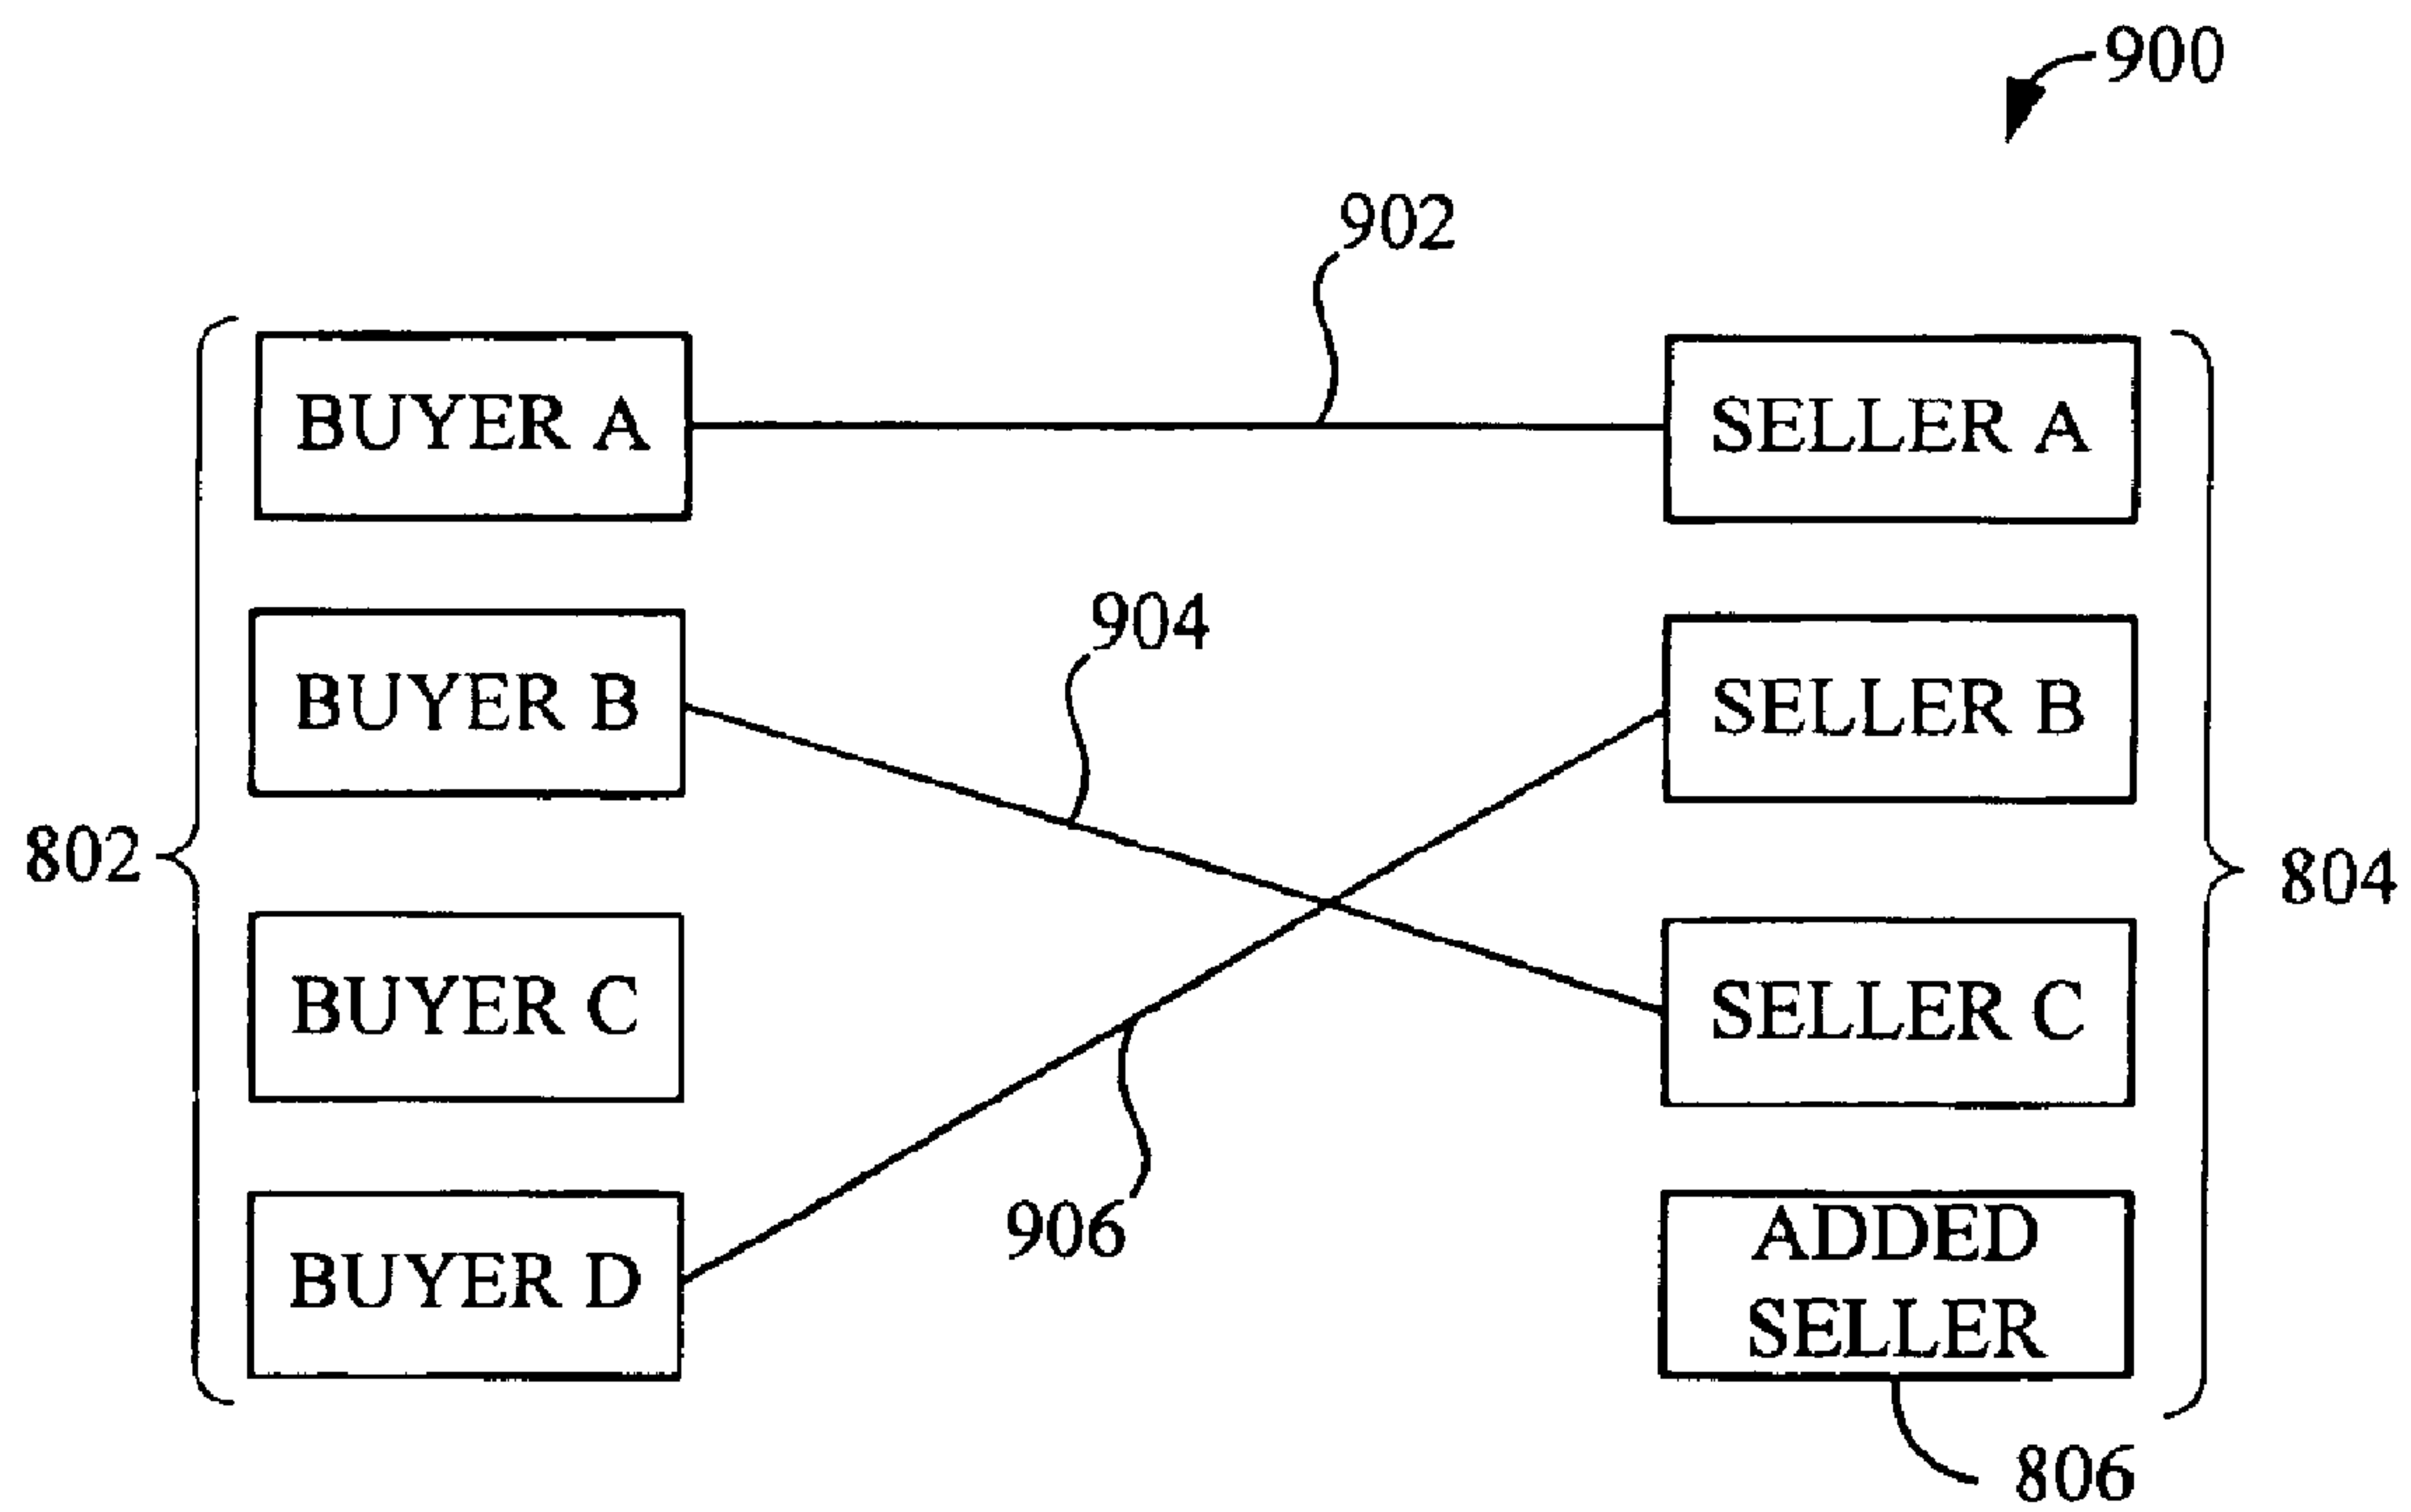 900
902
BUYER A
SELLER A
904
BUYER B
SELLER B
802
804
BUYER C
SELLER C
906
BUYER D
ADDED
SELLER
806